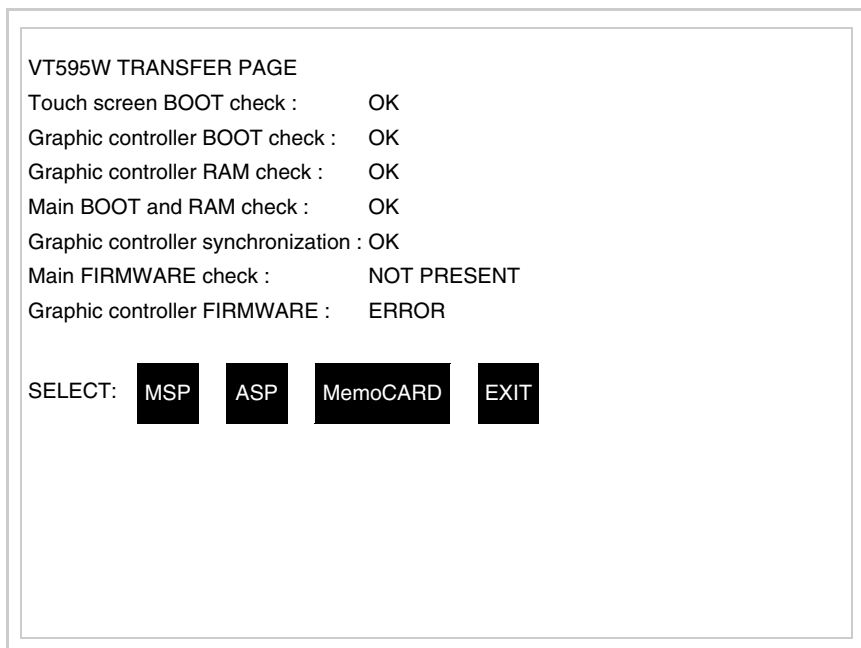 VT595W TRANSFER PAGE
Touch screen BOOT check : OK
Graphic controller BOOT check : OK
Graphic controller RAM check : OK
Main BOOT and RAM check : OK
Graphic controller synchronization : OK
Main FIRMWARE check : NOT PRESENT
Graphic controller FIRMWARE : ERROR
SELECT: MSP ASP MemoCARD EXIT